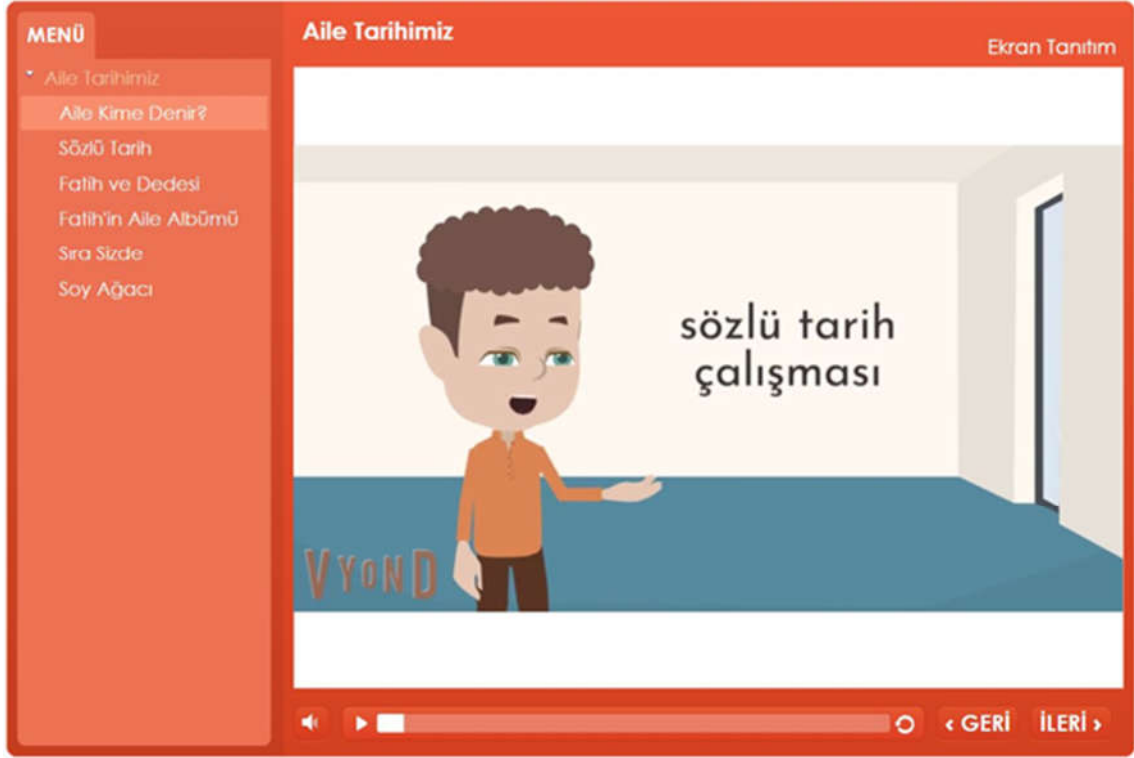 MENÜ
Aile Tarihimiz
Aile Kime Denir?
Sözlü Tarih
Fatih ve Dedesi
Fatih'in Aile Albümü
Sıra Sizde
Soy Ağacı
Aile Tarihimiz
Ekran Tanıtım
sözlü tarih
çalışması
VYOND
‹ GERİ İLERİ ›